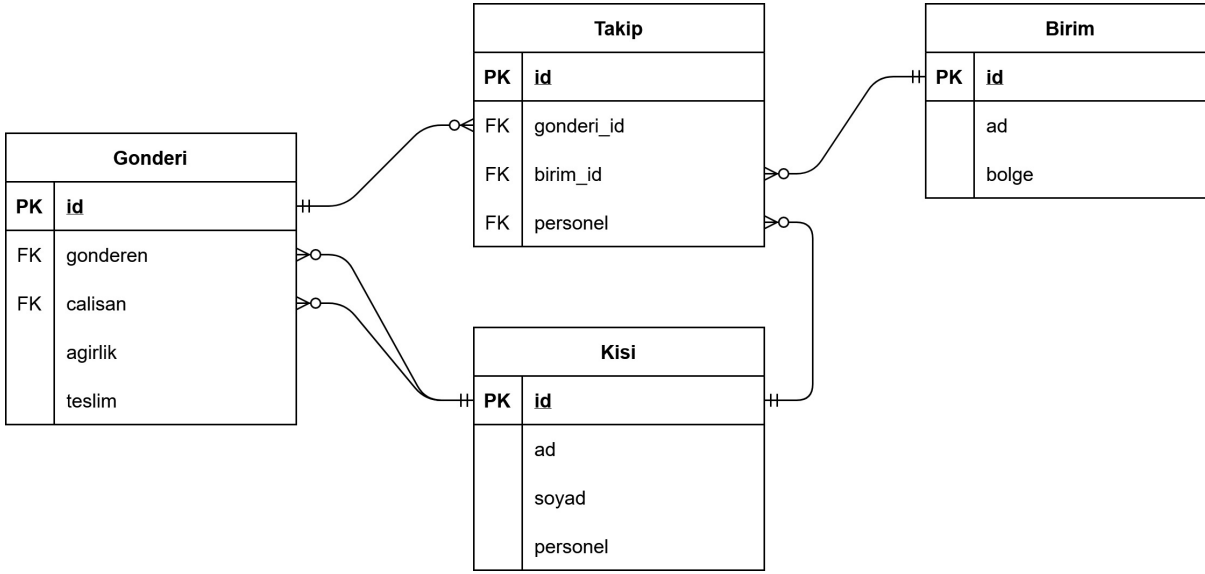 Takip
PK id
FK gonderi_id
FK birim_id
FK personel
Birim
PK id
ad
bolge
Gonderi
PK id
FK gonderen
FK calisan
agirlik
teslim
Kisi
PK id
ad
soyad
personel